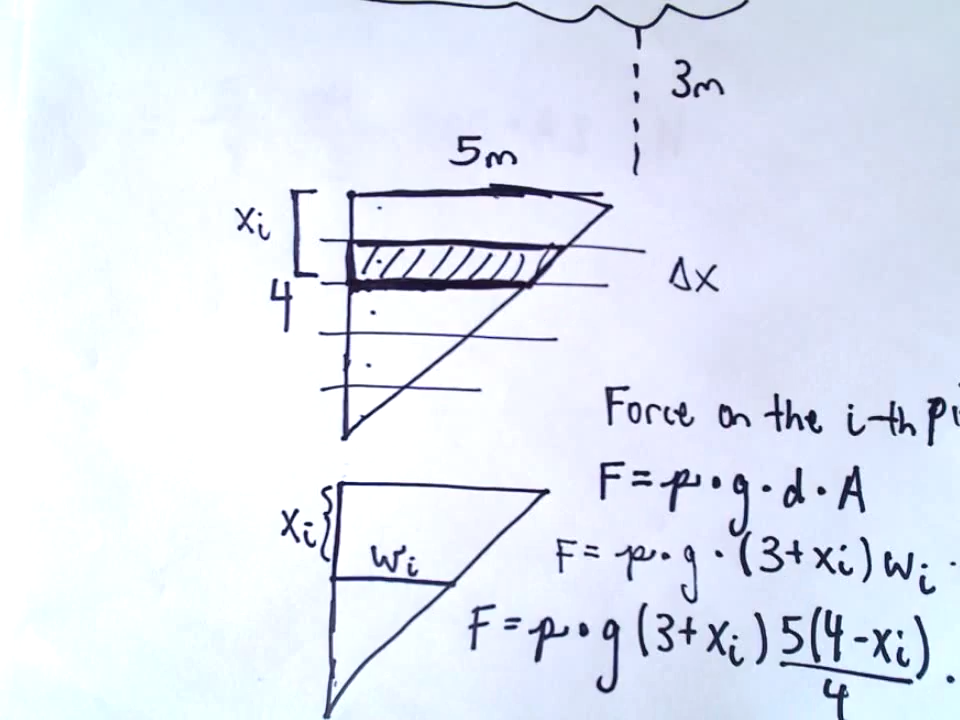 3m
5m
xi
4
Δx
Force on the i-th
F = p · g · d · A
xi
wi
F = p · g · (3+xi) wi ·
F = p · g (3+xi) 5(4-xi)/4 ·